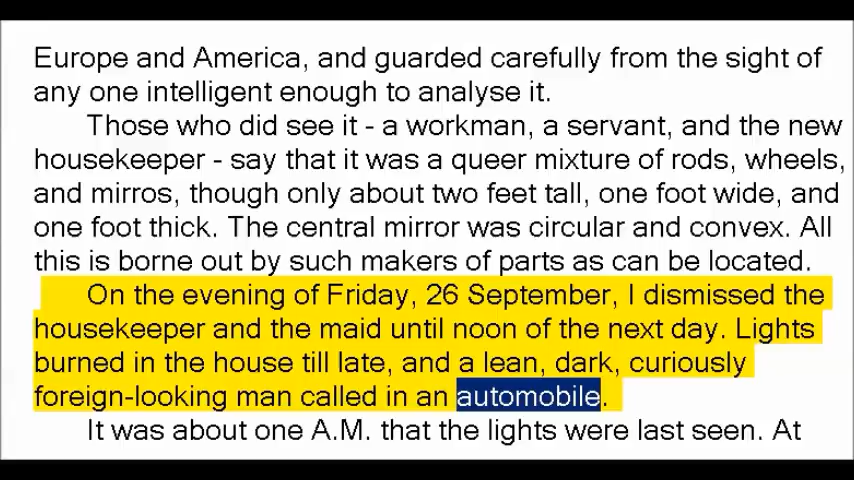 Europe and America, and guarded carefully from the sight of
any one intelligent enough to analyse it.
Those who did see it - a workman, a servant, and the new
housekeeper - say that it was a queer mixture of rods, wheels,
and mirros, though only about two feet tall, one foot wide, and
one foot thick. The central mirror was circular and convex. All
this is borne out by such makers of parts as can be located.
On the evening of Friday, 26 September, I dismissed the
housekeeper and the maid until noon of the next day. Lights
burned in the house till late, and a lean, dark, curiously
foreign-looking man called in an automobile.
It was about one A.M. that the lights were last seen. At